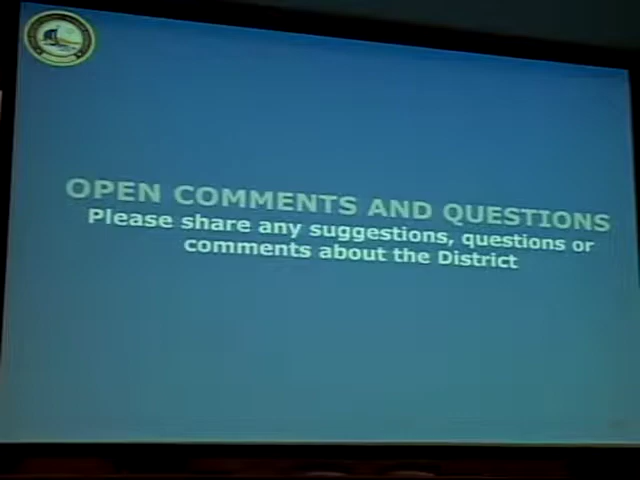 OPEN COMMENTS AND QUESTIONS
Please share any suggestions, questions or
comments about the District